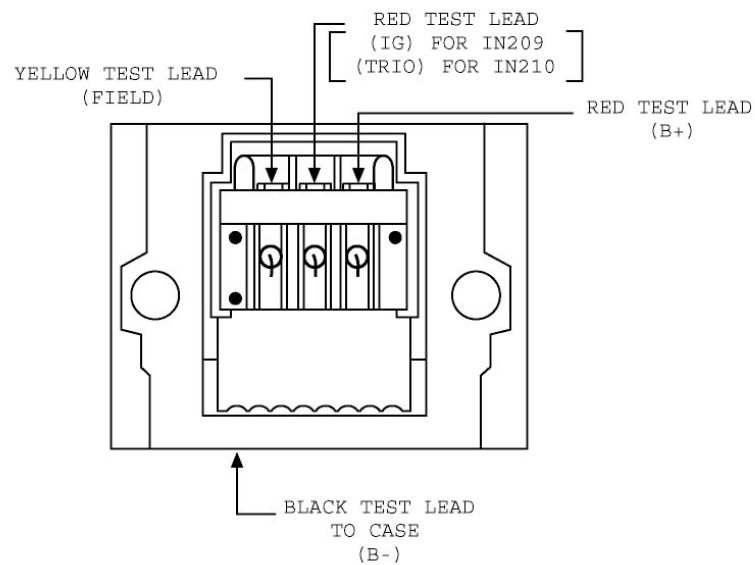 RED TEST LEAD
(IG) FOR IN209
(TRIO) FOR IN210
YELLOW TEST LEAD
(FIELD)
RED TEST LEAD
(B+)
BLACK TEST LEAD
TO CASE
(B-)